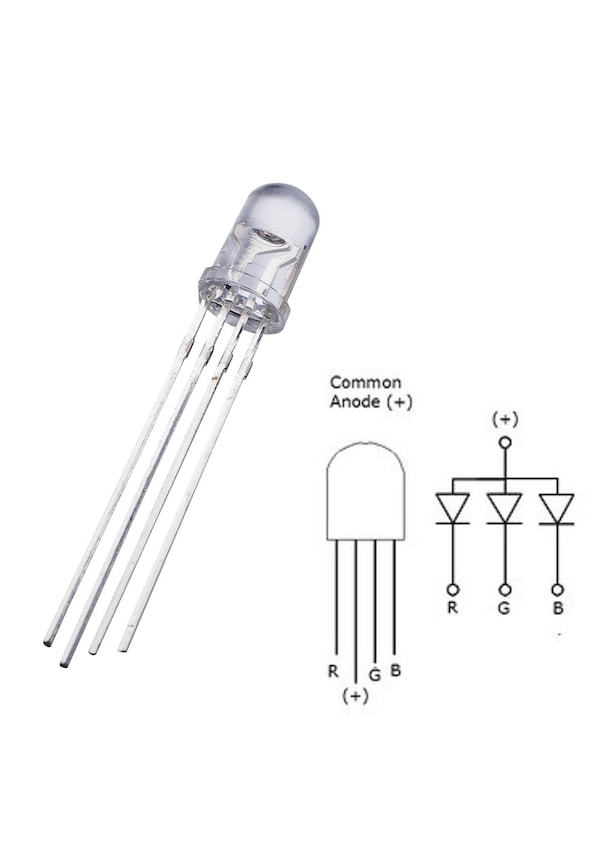 Common
Anode (+)
(+)
R G B
R G B
(+)